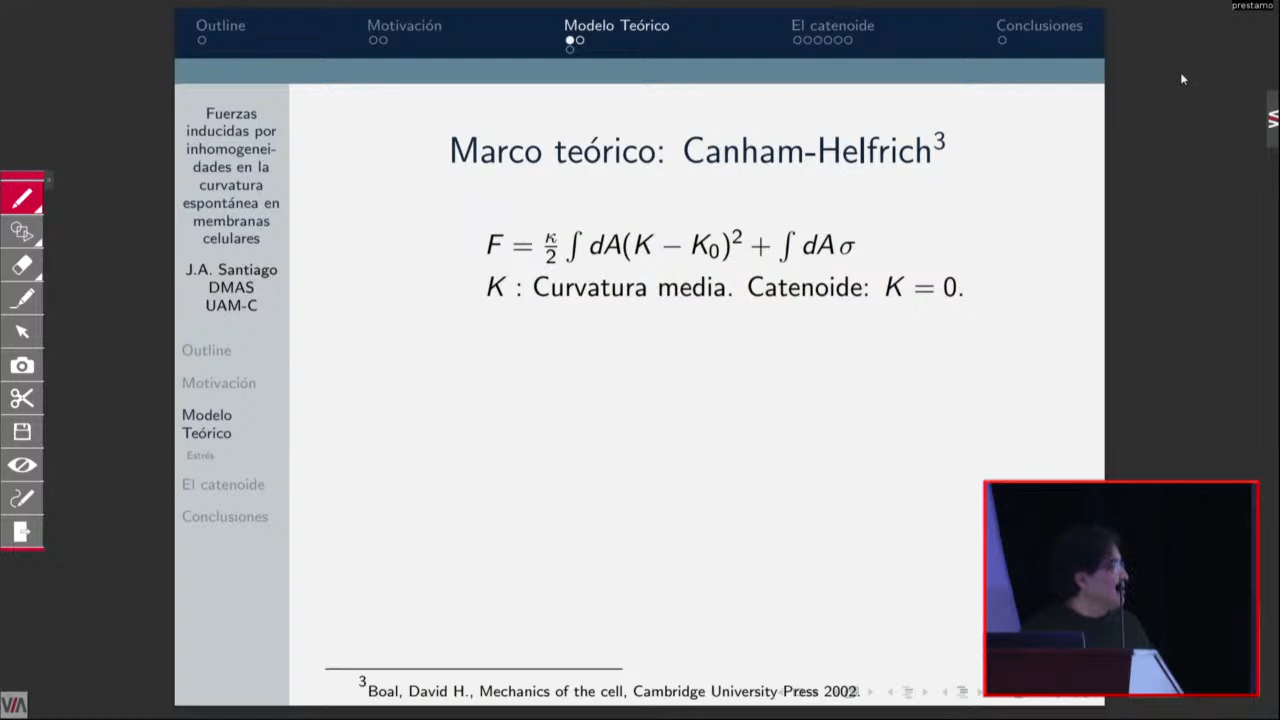 prestamo
Outline
Motivación
Modelo Teórico
El catenoide
Conclusiones
Fuerzas
inducidas por
inhomogenei-
dades en la
curvatura
espontánea en
membranas
celulares
J.A. Santiago
DMAS
UAM-C
Outline
Motivación
Modelo
Teórico
Estrés
El catenoide
Conclusiones
Marco teórico: Canham-Helfrich³
F = κ/2 ∫ dA(K − K₀)² + ∫ dA σ
K : Curvatura media. Catenoide: K = 0.
³Boal, David H., Mechanics of the cell, Cambridge University Press 2002.